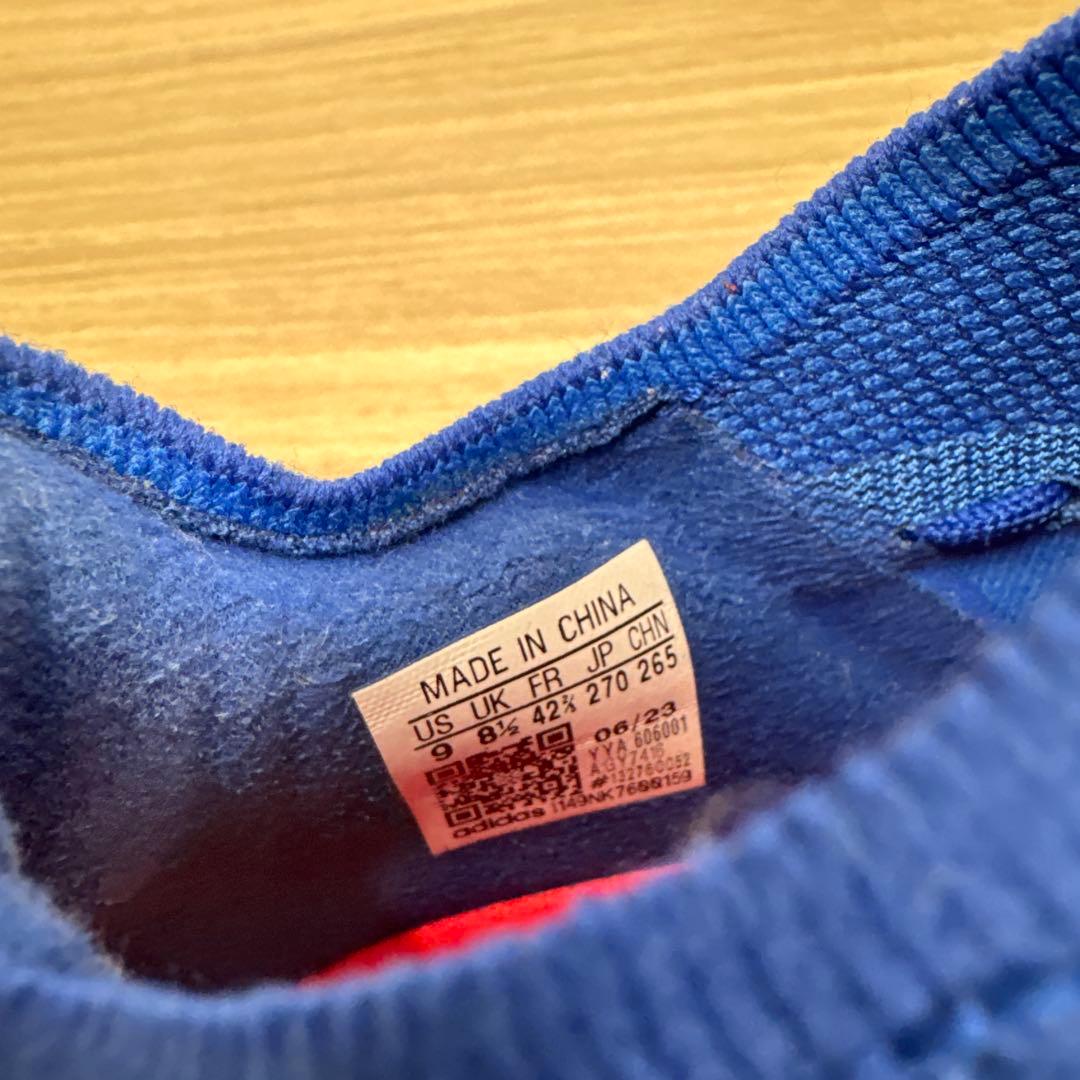 MADE IN CHINA
US UK FR JP CHN
9 8½ 42⅔ 270 265
06/23
YYA 606001
#132780052
adidas